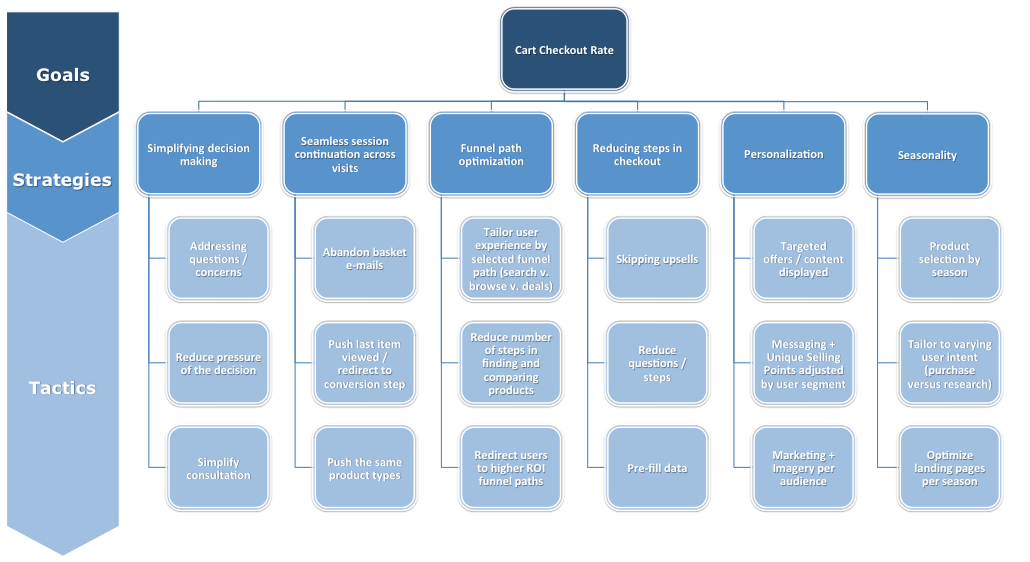 Goals
Strategies
Tactics
Cart Checkout Rate
Simplifying decision
making
Seamless session
continuation across
visits
Funnel path
optimization
Reducing steps in
checkout
Personalization
Seasonality
Addressing
questions /
concerns
Abandon basket
e-mails
Tailor user
experience by
selected funnel
path (search v.
browse v. deals)
Skipping upsells
Targeted
offers / content
displayed
Product
selection by
season
Reduce pressure
of the decision
Push last item
viewed /
redirect to
conversion step
Reduce number
of steps in
finding and
comparing
products
Reduce
questions /
steps
Messaging +
Unique Selling
Points adjusted
by user segment
Tailor to varying
user intent
(purchase
versus research)
Simplify
consultation
Push the same
product types
Redirect users
to higher ROI
funnel paths
Pre-fill data
Marketing +
Imagery per
audience
Optimize
landing pages
per season